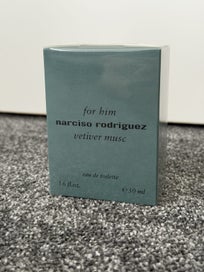 for him
narciso rodriguez
vetiver musc
eau de toilette
1.6 fl.oz. ℮ 50 ml